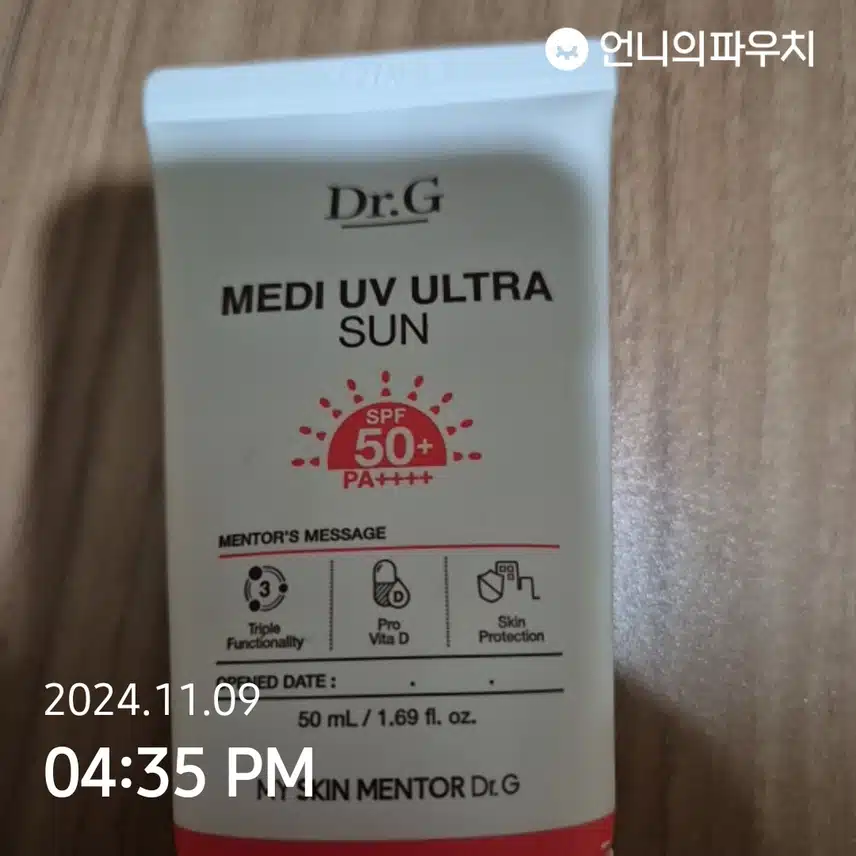 언니의파우치
Dr.G
MEDI UV ULTRA
SUN
SPF
50+
PA++++
MENTOR'S MESSAGE
3
Triple
Functionality
D
Pro
Vita D
Skin
Protection
OPENED DATE : . .
50 mL / 1.69 fl. oz.
MY SKIN MENTOR Dr.G
2024.11.09
04:35 PM